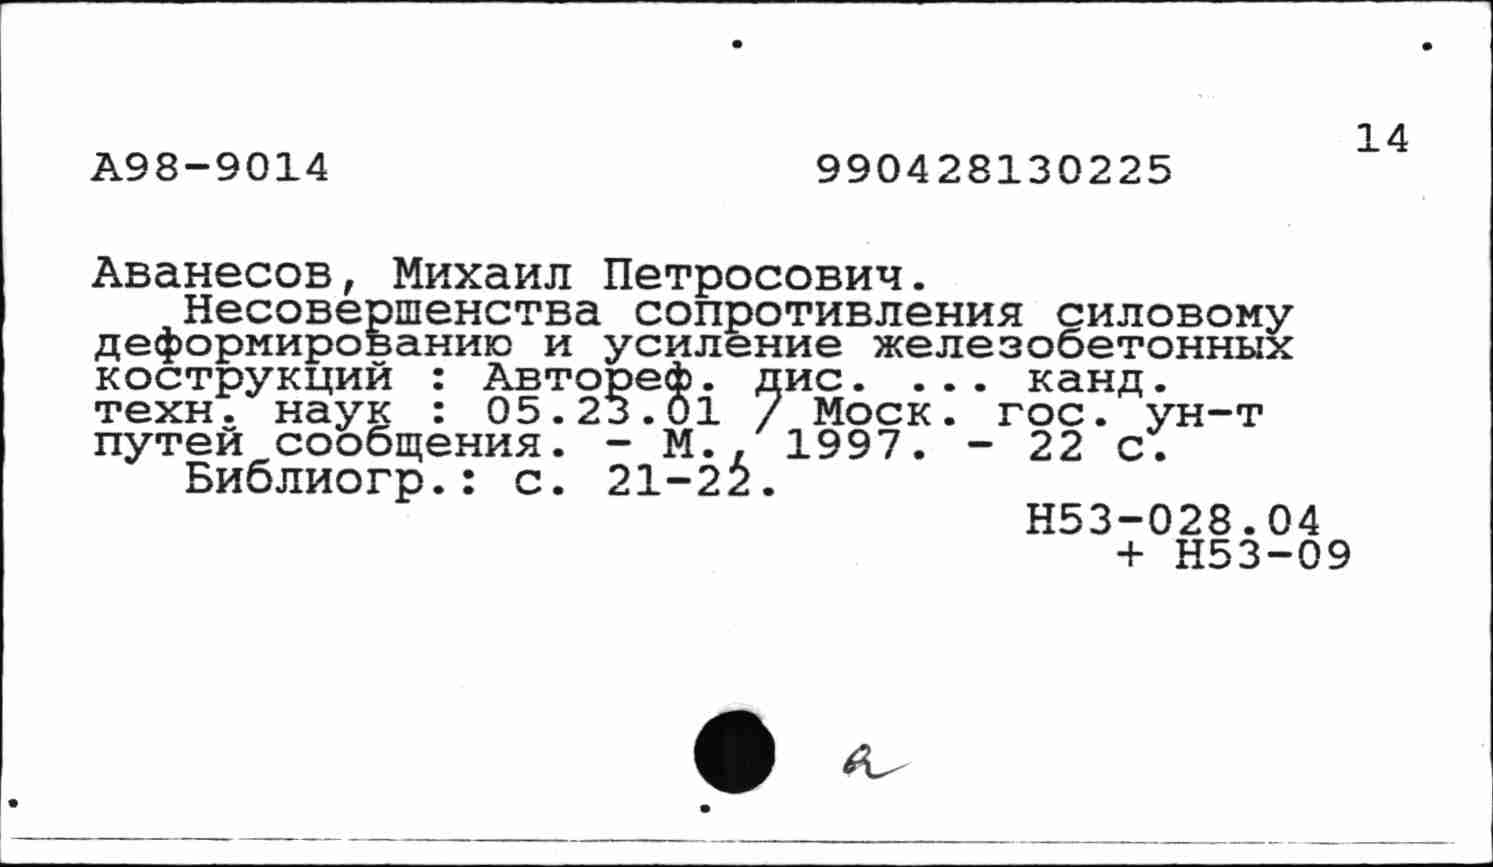 14
А98-9014 990428130225
Аванесов, Михаил Петросович.
Несовершенства сопротивления силовому
деформированию и усиление железобетонных
кострукций : Автореф. дис. ... канд.
техн. наук : 05.23.01 / Моск. гос. ун-т
путей сообщения. - М., 1997. - 22 с.
Библиогр.: с. 21-22.
Н53-028.04
+ Н53-09
а